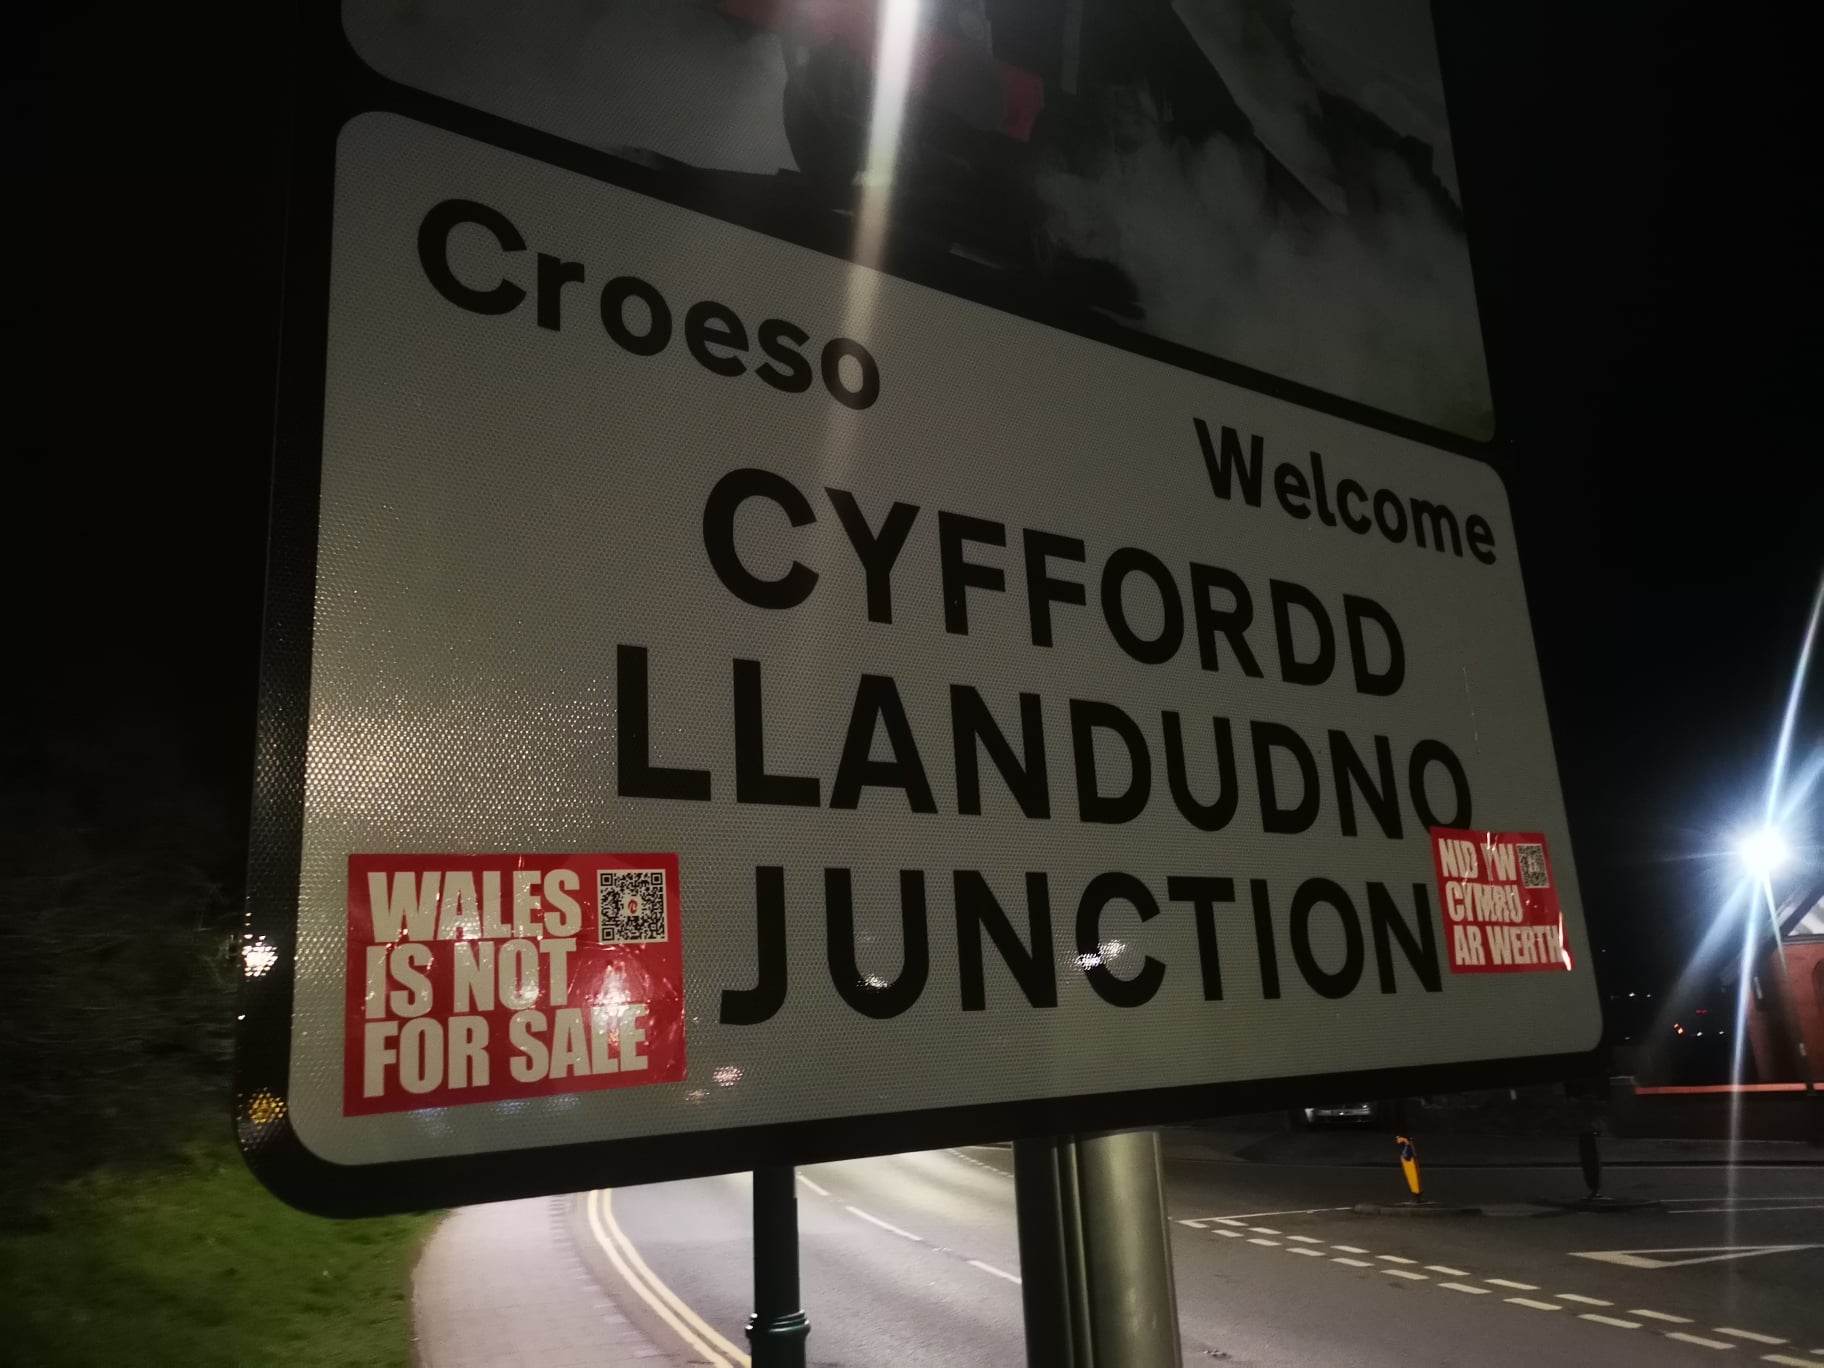 Croeso
Welcome
CYFFORDD
LLANDUDNO
JUNCTION
WALES
IS NOT
FOR SALE
NID YW
CYMRU
AR WERTH